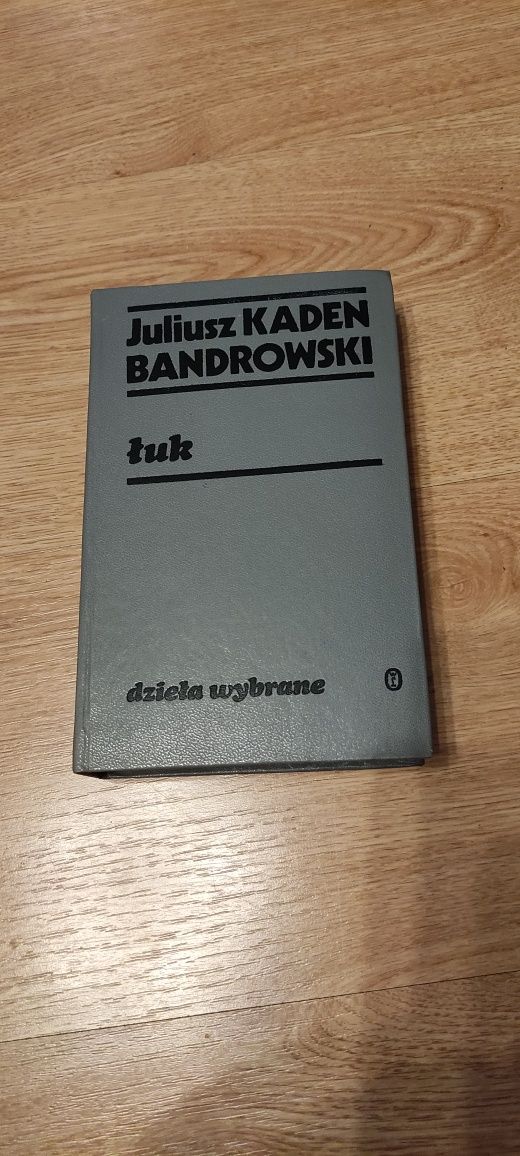 Juliusz KADEN
BANDROWSKI
łuk
dzieła wybrane